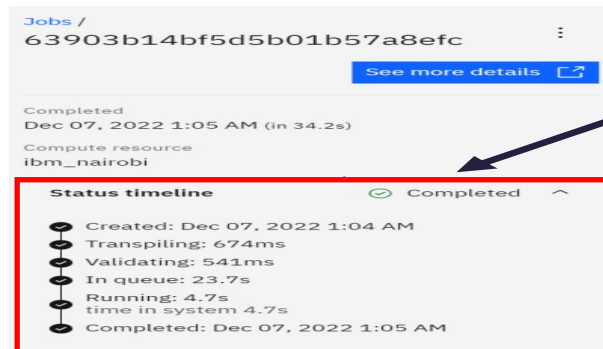 Jobs /
63903b14bf5d5b01b57a8efc
See more details
Completed
Dec 07, 2022 1:05 AM (in 34.2s)
Compute resource
ibm_nairobi
Status timeline Completed
Created: Dec 07, 2022 1:04 AM
Transpiling: 674ms
Validating: 541ms
In queue: 23.7s
Running: 4.7s
time in system 4.7s
Completed: Dec 07, 2022 1:05 AM